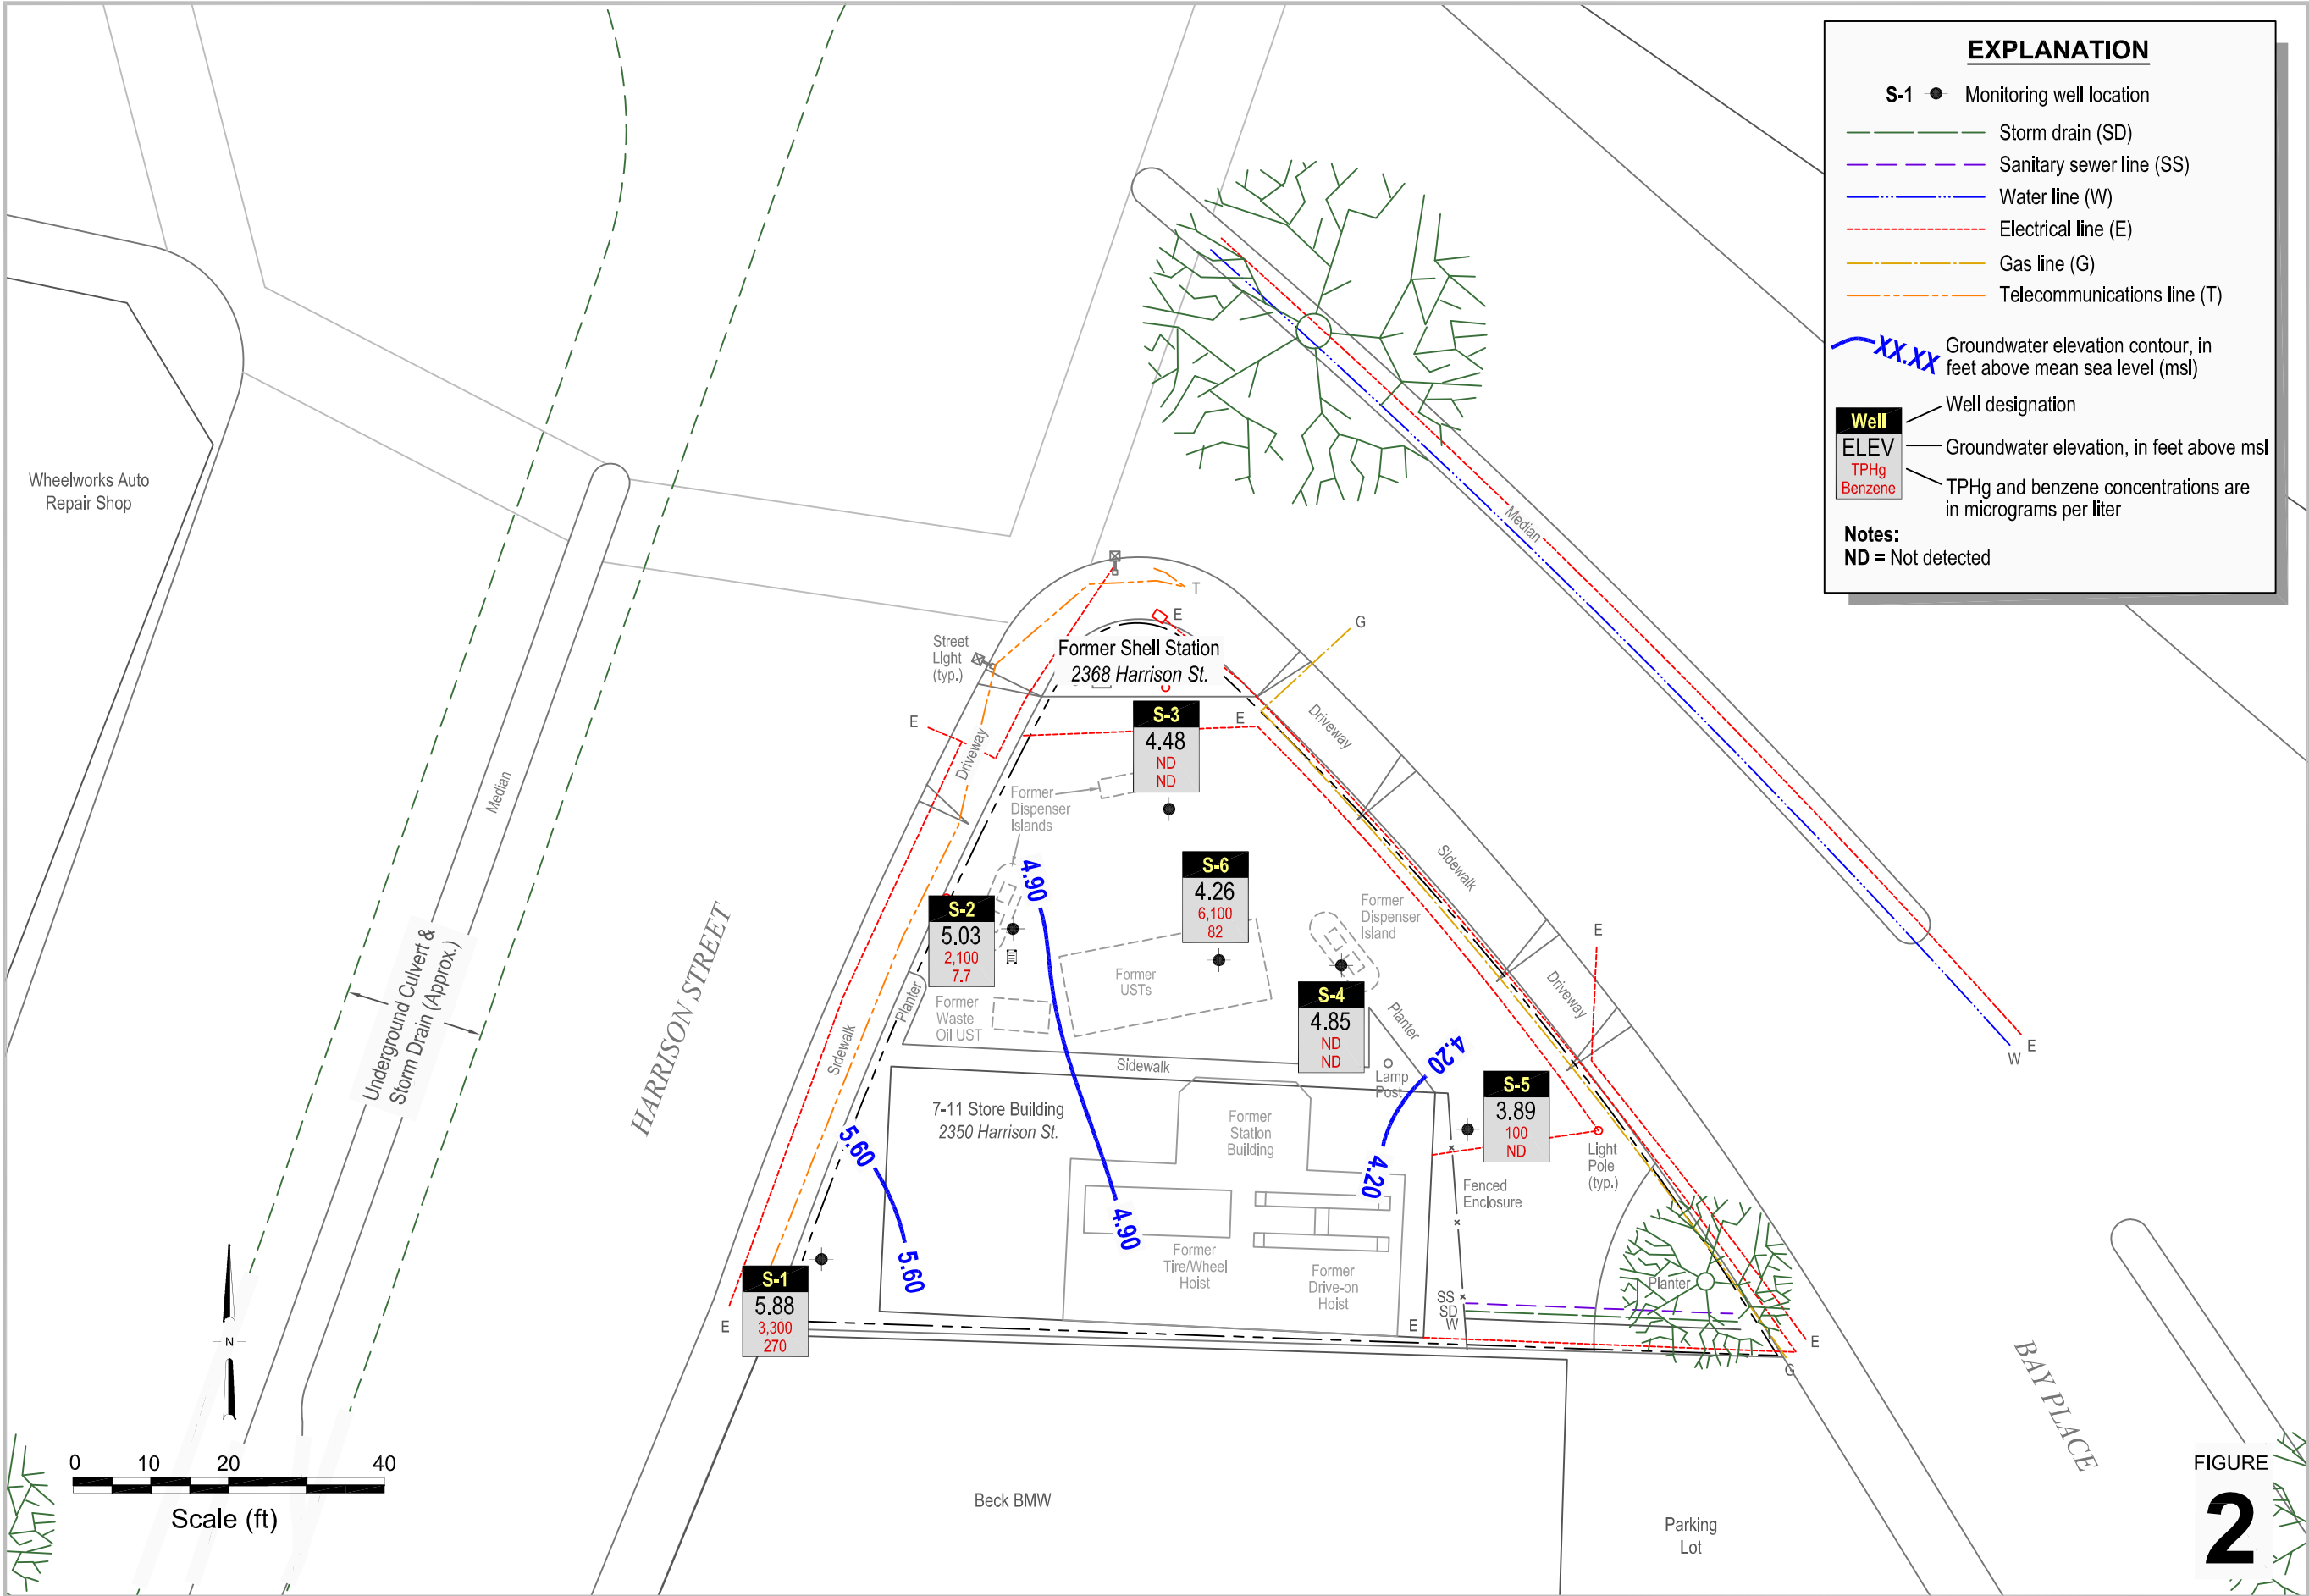 EXPLANATION
S-1 Monitoring well location
Storm drain (SD)
Sanitary sewer line (SS)
Water line (W)
Electrical line (E)
Gas line (G)
Telecommunications line (T)
XX.XX
Groundwater elevation contour, in
feet above mean sea level (msl)
Well
ELEV
TPHg
Benzene
Well designation
Groundwater elevation, in feet above msl
TPHg and benzene concentrations are
in micrograms per liter
Notes:
ND = Not detected
Wheelworks Auto
Repair Shop
Median
Median
T
E
G
Street
Light
(typ.)
Former Shell Station
2368 Harrison St.
E
E
Driveway
Driveway
S-3
4.48
ND
ND
Former
Dispenser
Islands
Sidewalk
4.90
S-6
4.26
6,100
82
Former
Dispenser
Island
S-2
5.03
2,100
7.7
E
HARRISON STREET
Underground Culvert &
Storm Drain (Approx.)
Former
USTs
Planter
Former
Waste
Oil UST
S-4
4.85
ND
ND
Planter
Driveway
Sidewalk
Sidewalk
4.20
Lamp
Post
W
E
7-11 Store Building
2350 Harrison St.
Former
Station
Building
S-5
3.89
100
ND
5.60
4.20
Light
Pole
(typ.)
Fenced
Enclosure
4.90
5.60
Former
Tire/Wheel
Hoist
Former
Drive-on
Hoist
Planter
S-1
5.88
3,300
270
E
SS
SD
W
E
E
G
N
BAY PLACE
0 10 20 40
Scale (ft)
Beck BMW
Parking
Lot
FIGURE
2